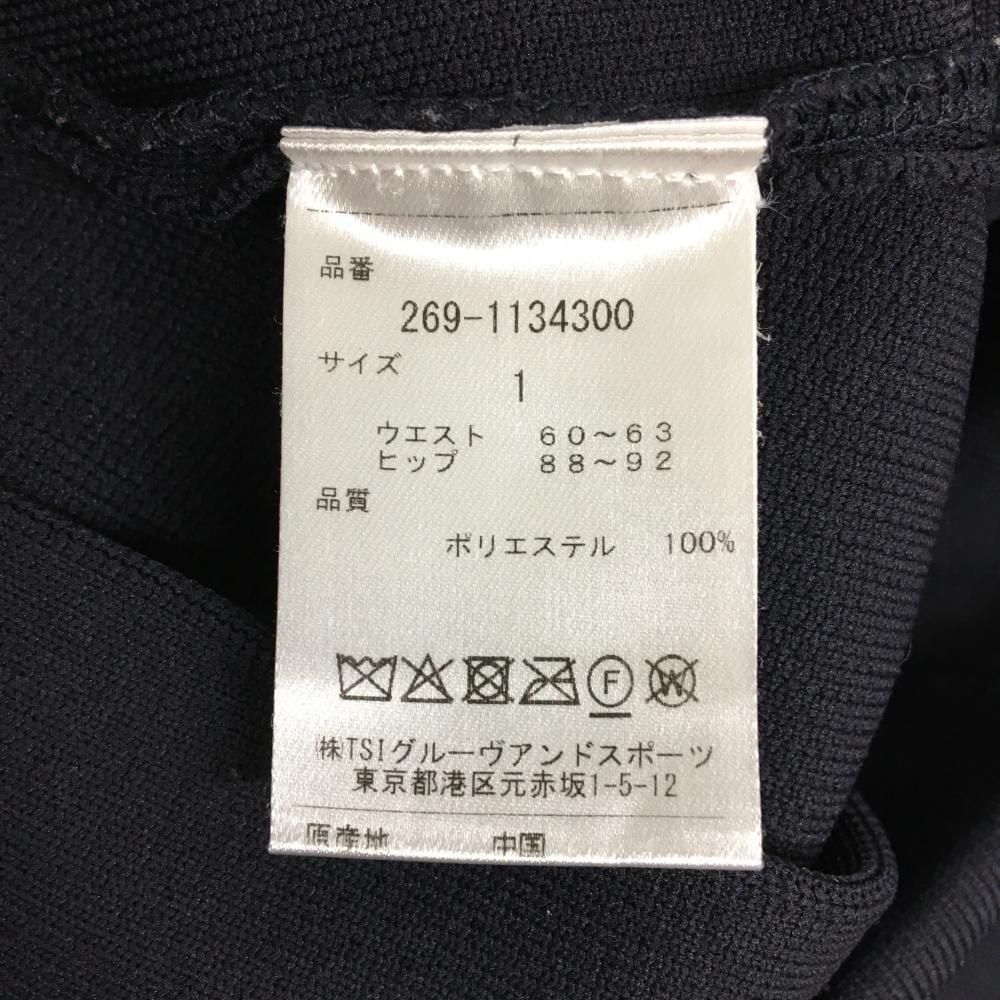 品番
269-1134300
サイズ
1
ウエスト 60〜63
ヒップ 88〜92
品質
ポリエステル 100%
F W
㈱TSIグルーヴアンドスポーツ
東京都港区元赤坂1-5-12
原産地 中国